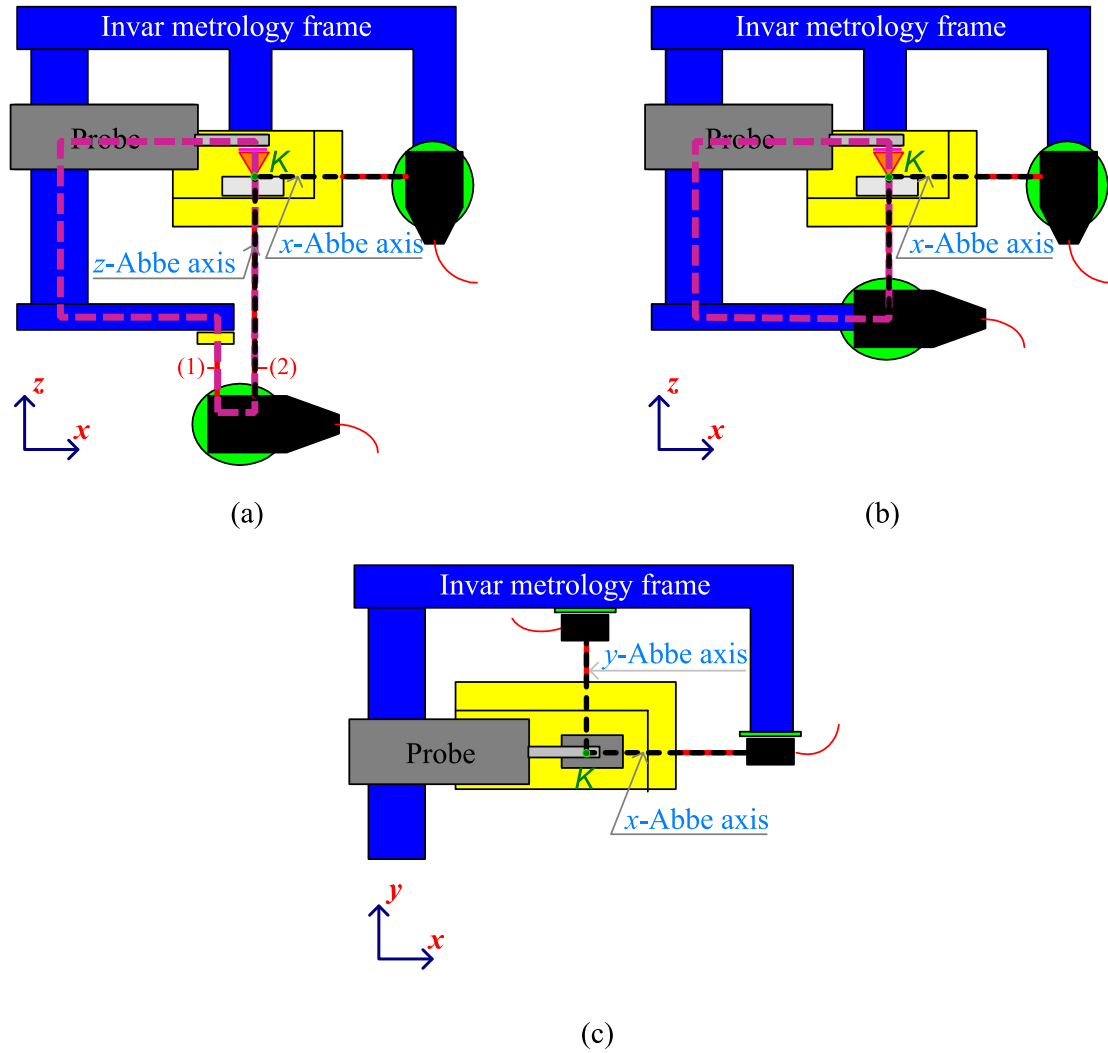 Invar metrology frame
Probe
K
x-Abbe axis
z-Abbe axis
(1)
(2)
z
x
(a)
Invar metrology frame
Probe
K
x-Abbe axis
z
x
(b)
Invar metrology frame
y-Abbe axis
Probe
K
x-Abbe axis
y
x
(c)